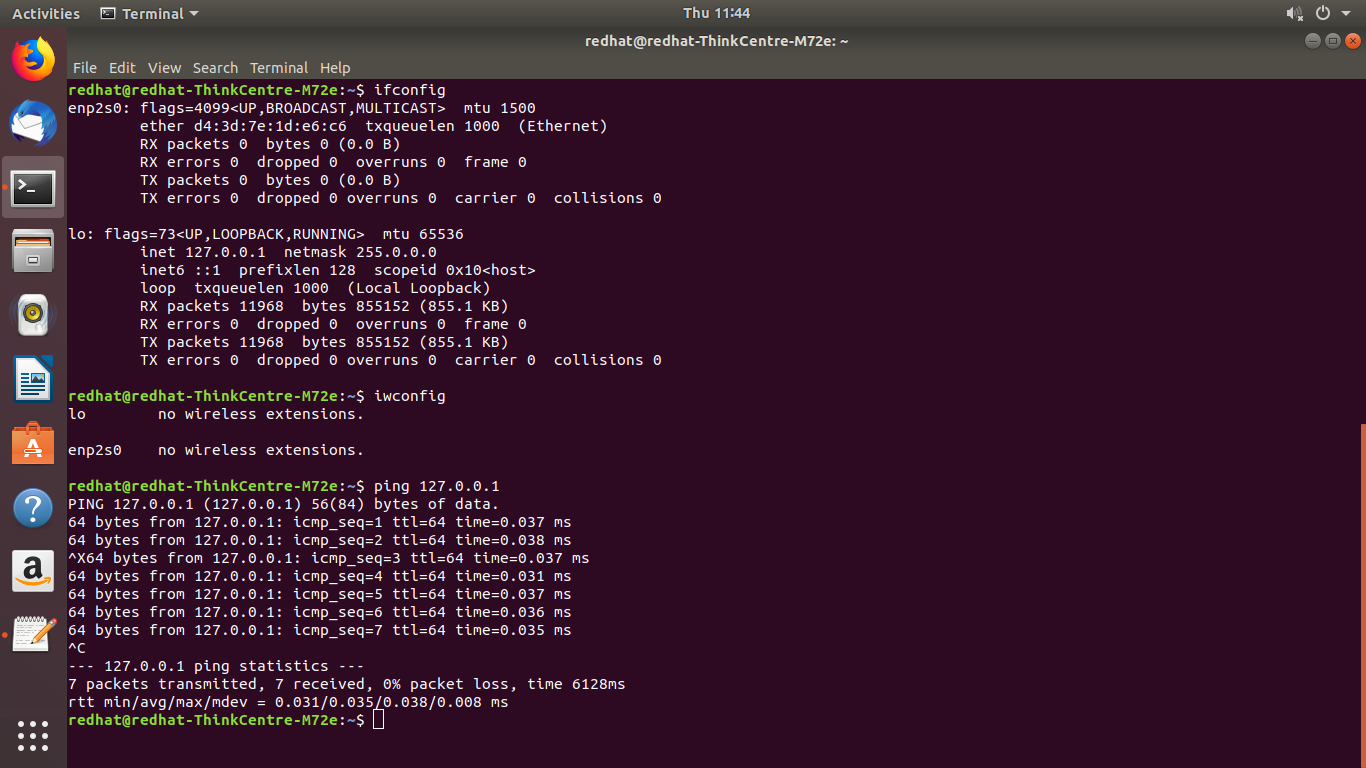 Activities Terminal Thu 11:44
redhat@redhat-ThinkCentre-M72e: ~
File Edit View Search Terminal Help
redhat@redhat-ThinkCentre-M72e:~$ ifconfig
enp2s0: flags=4099<UP,BROADCAST,MULTICAST>  mtu 1500
        ether d4:3d:7e:1d:e6:c6  txqueuelen 1000  (Ethernet)
        RX packets 0  bytes 0 (0.0 B)
        RX errors 0  dropped 0  overruns 0  frame 0
        TX packets 0  bytes 0 (0.0 B)
        TX errors 0  dropped 0 overruns 0  carrier 0  collisions 0

lo: flags=73<UP,LOOPBACK,RUNNING>  mtu 65536
        inet 127.0.0.1  netmask 255.0.0.0
        inet6 ::1  prefixlen 128  scopeid 0x10<host>
        loop  txqueuelen 1000  (Local Loopback)
        RX packets 11968  bytes 855152 (855.1 KB)
        RX errors 0  dropped 0  overruns 0  frame 0
        TX packets 11968  bytes 855152 (855.1 KB)
        TX errors 0  dropped 0 overruns 0  carrier 0  collisions 0

redhat@redhat-ThinkCentre-M72e:~$ iwconfig
lo        no wireless extensions.

enp2s0    no wireless extensions.

redhat@redhat-ThinkCentre-M72e:~$ ping 127.0.0.1
PING 127.0.0.1 (127.0.0.1) 56(84) bytes of data.
64 bytes from 127.0.0.1: icmp_seq=1 ttl=64 time=0.037 ms
64 bytes from 127.0.0.1: icmp_seq=2 ttl=64 time=0.038 ms
^X64 bytes from 127.0.0.1: icmp_seq=3 ttl=64 time=0.037 ms
64 bytes from 127.0.0.1: icmp_seq=4 ttl=64 time=0.031 ms
64 bytes from 127.0.0.1: icmp_seq=5 ttl=64 time=0.037 ms
64 bytes from 127.0.0.1: icmp_seq=6 ttl=64 time=0.036 ms
64 bytes from 127.0.0.1: icmp_seq=7 ttl=64 time=0.035 ms
^C
--- 127.0.0.1 ping statistics ---
7 packets transmitted, 7 received, 0% packet loss, time 6128ms
rtt min/avg/max/mdev = 0.031/0.035/0.038/0.008 ms
redhat@redhat-ThinkCentre-M72e:~$